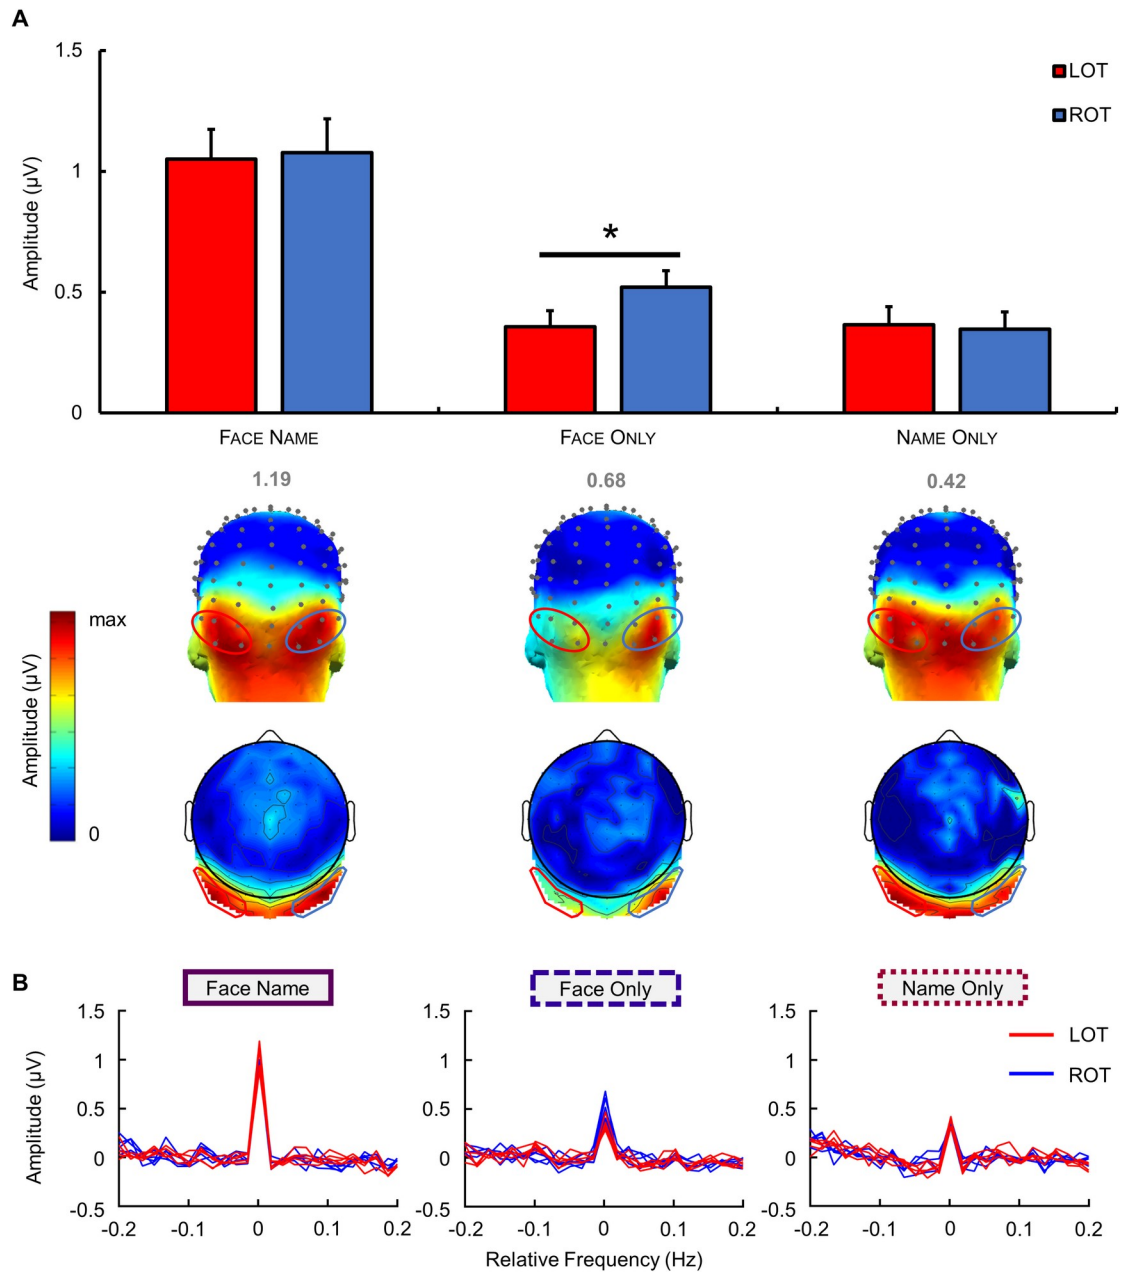 A
1.5
1
0.5
0
Amplitude (μV)
LOT
ROT
*
FACE NAME FACE ONLY NAME ONLY
1.19 0.68 0.42
max
Amplitude (μV)
0
B
Face Name Face Only Name Only
1.5 1.5 1.5
1 1 1
0.5 0.5 0.5
0 0 0
-0.5 -0.5 -0.5
Amplitude (μV)
LOT
ROT
-0.2 -0.1 0 0.1 0.2 -0.2 -0.1 0 0.1 0.2 -0.2 -0.1 0 0.1 0.2
Relative Frequency (Hz)